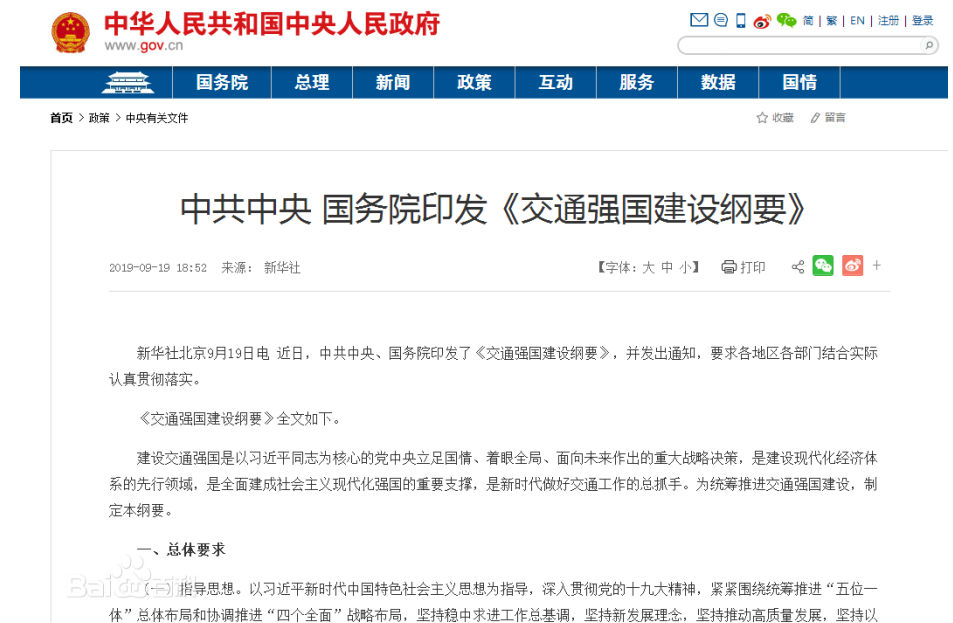 中华人民共和国中央人民政府
www.gov.cn
简 | 繁 | EN | 注册 | 登录
国务院 总理 新闻 政策 互动 服务 数据 国情
首页 > 政策 > 中央有关文件
收藏 留言
中共中央 国务院印发《交通强国建设纲要》
2019-09-19 18:52 来源： 新华社
【字体：大 中 小】 打印
新华社北京9月19日电 近日，中共中央、国务院印发了《交通强国建设纲要》，并发出通知，要求各地区各部门结合实际
认真贯彻落实。
《交通强国建设纲要》全文如下。
建设交通强国是以习近平同志为核心的党中央立足国情、着眼全局、面向未来作出的重大战略决策，是建设现代化经济体
系的先行领域，是全面建成社会主义现代化强国的重要支撑，是新时代做好交通工作的总抓手。为统筹推进交通强国建设，制
定本纲要。
一、总体要求
（一）指导思想。以习近平新时代中国特色社会主义思想为指导，深入贯彻党的十九大精神，紧紧围绕统筹推进“五位一
体”总体布局和协调推进“四个全面”战略布局，坚持稳中求进工作总基调，坚持新发展理念，坚持推动高质量发展，坚持以
Bai百科